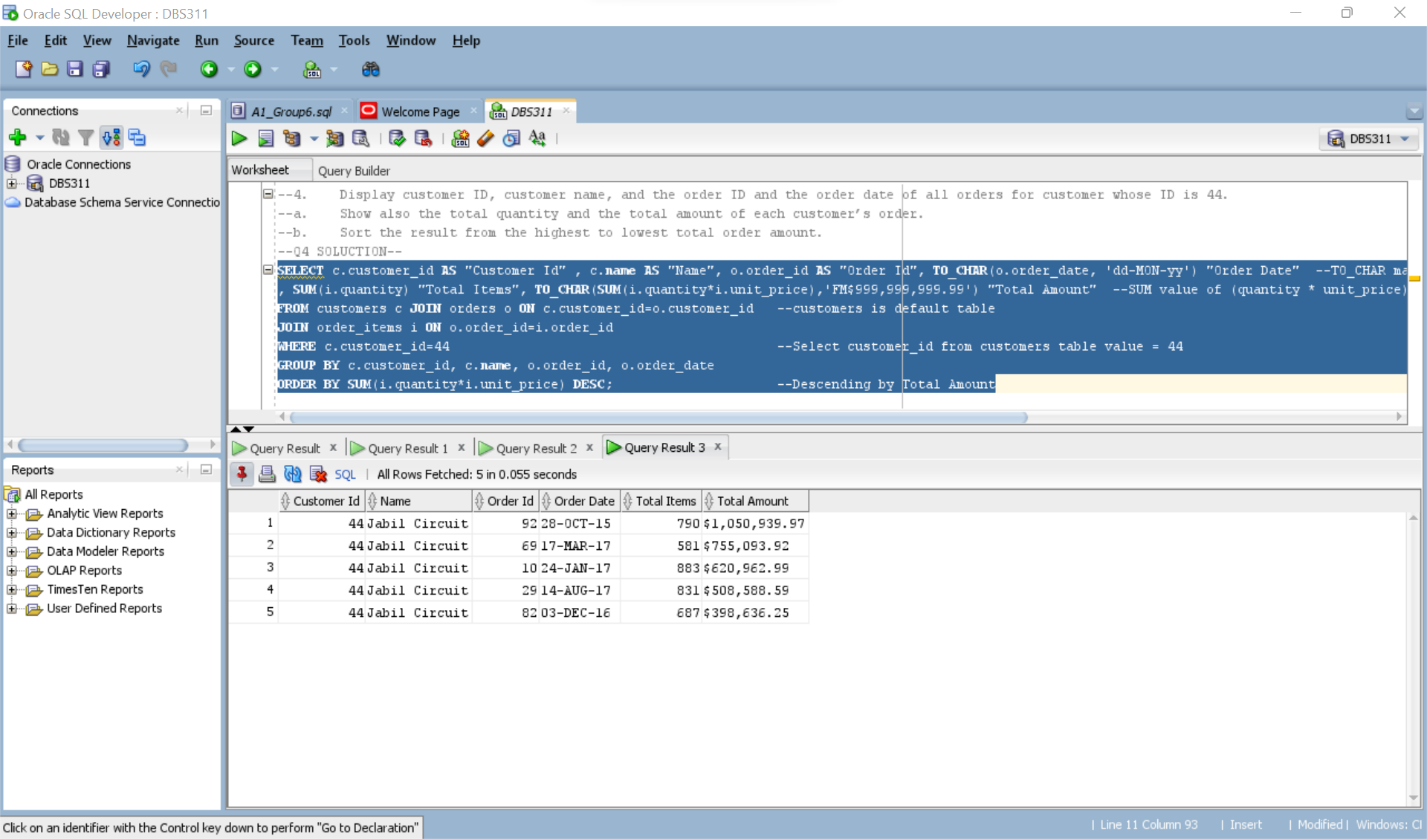 Oracle SQL Developer : DBS311
File Edit View Navigate Run Source Team Tools Window Help
Connections
Oracle Connections
DBS311
Database Schema Service Connectio
A1_Group6.sql Welcome Page DBS311
DBS311
Worksheet Query Builder
--4. Display customer ID, customer name, and the order ID and the order date of all orders for customer whose ID is 44.
--a. Show also the total quantity and the total amount of each customer's order.
--b. Sort the result from the highest to lowest total order amount.
--Q4 SOLUCTION--
SELECT c.customer_id AS "Customer Id" , c.name AS "Name", o.order_id AS "Order Id", TO_CHAR(o.order_date, 'dd-MON-yy') "Order Date" --TO_CHAR ma
, SUM(i.quantity) "Total Items", TO_CHAR(SUM(i.quantity*i.unit_price),'FM$999,999,999.99') "Total Amount" --SUM value of (quantity * unit_price)
FROM customers c JOIN orders o ON c.customer_id=o.customer_id --customers is default table
JOIN order_items i ON o.order_id=i.order_id
WHERE c.customer_id=44 --Select customer_id from customers table value = 44
GROUP BY c.customer_id, c.name, o.order_id, o.order_date
ORDER BY SUM(i.quantity*i.unit_price) DESC; --Descending by Total Amount
Query Result Query Result 1 Query Result 2 Query Result 3
SQL | All Rows Fetched: 5 in 0.055 seconds
Customer Id Name Order Id Order Date Total Items Total Amount
1 44 Jabil Circuit 92 28-OCT-15 790 $1,050,939.97
2 44 Jabil Circuit 69 17-MAR-17 581 $755,093.92
3 44 Jabil Circuit 10 24-JAN-17 883 $620,962.99
4 44 Jabil Circuit 29 14-AUG-17 831 $508,588.59
5 44 Jabil Circuit 82 03-DEC-16 687 $398,636.25
Reports
All Reports
Analytic View Reports
Data Dictionary Reports
Data Modeler Reports
OLAP Reports
TimesTen Reports
User Defined Reports
Click on an identifier with the Control key down to perform "Go to Declaration"
| Line 11 Column 93 | Insert | Modified | Windows: Cl